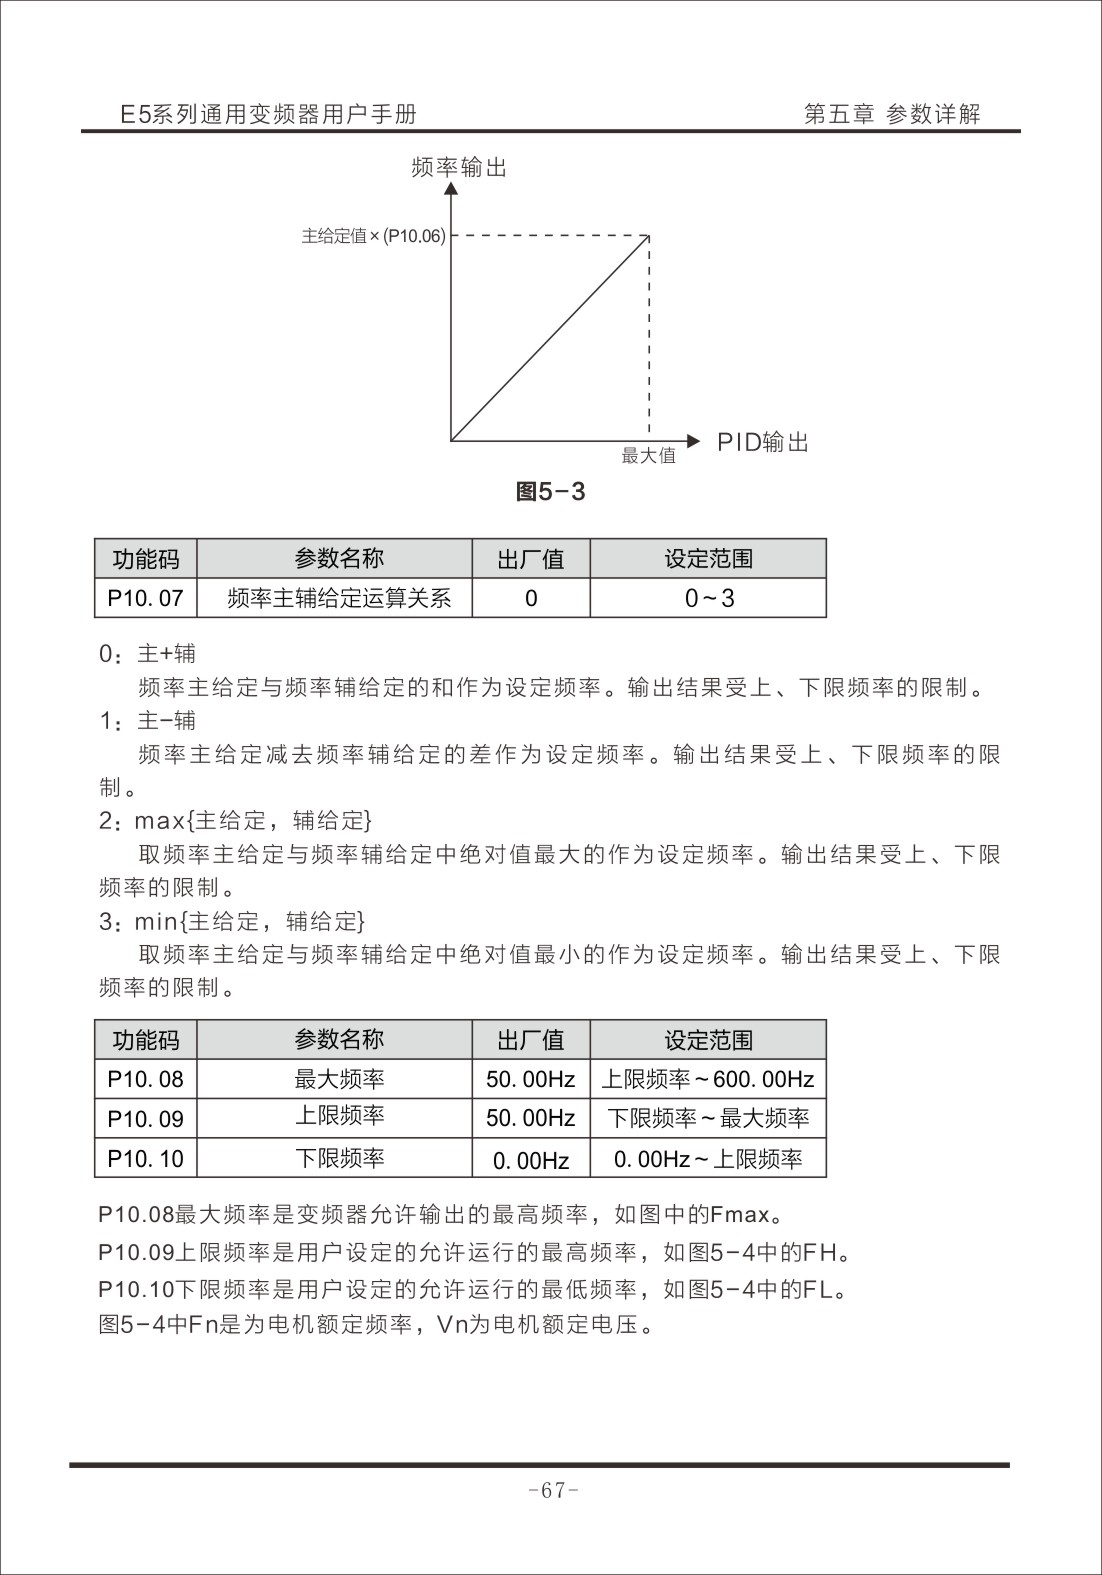 E5系列通用变频器用户手册 第五章 参数详解
频率输出
主给定值×(P10.06)
PID输出
最大值
图5-3
功能码 参数名称 出厂值 设定范围
P10. 07 频率主辅给定运算关系 0 0~3
0：主+辅
频率主给定与频率辅给定的和作为设定频率。输出结果受上、下限频率的限制。
1：主-辅
频率主给定减去频率辅给定的差作为设定频率。输出结果受上、下限频率的限
制。
2：max{主给定，辅给定}
取频率主给定与频率辅给定中绝对值最大的作为设定频率。输出结果受上、下限
频率的限制。
3：min{主给定，辅给定}
取频率主给定与频率辅给定中绝对值最小的作为设定频率。输出结果受上、下限
频率的限制。
功能码 参数名称 出厂值 设定范围
P10. 08 最大频率 50. 00Hz 上限频率~600. 00Hz
P10. 09 上限频率 50. 00Hz 下限频率~最大频率
P10. 10 下限频率 0. 00Hz 0. 00Hz~上限频率
P10.08最大频率是变频器允许输出的最高频率，如图中的Fmax。
P10.09上限频率是用户设定的允许运行的最高频率，如图5-4中的FH。
P10.10下限频率是用户设定的允许运行的最低频率，如图5-4中的FL。
图5-4中Fn是为电机额定频率，Vn为电机额定电压。
-67-